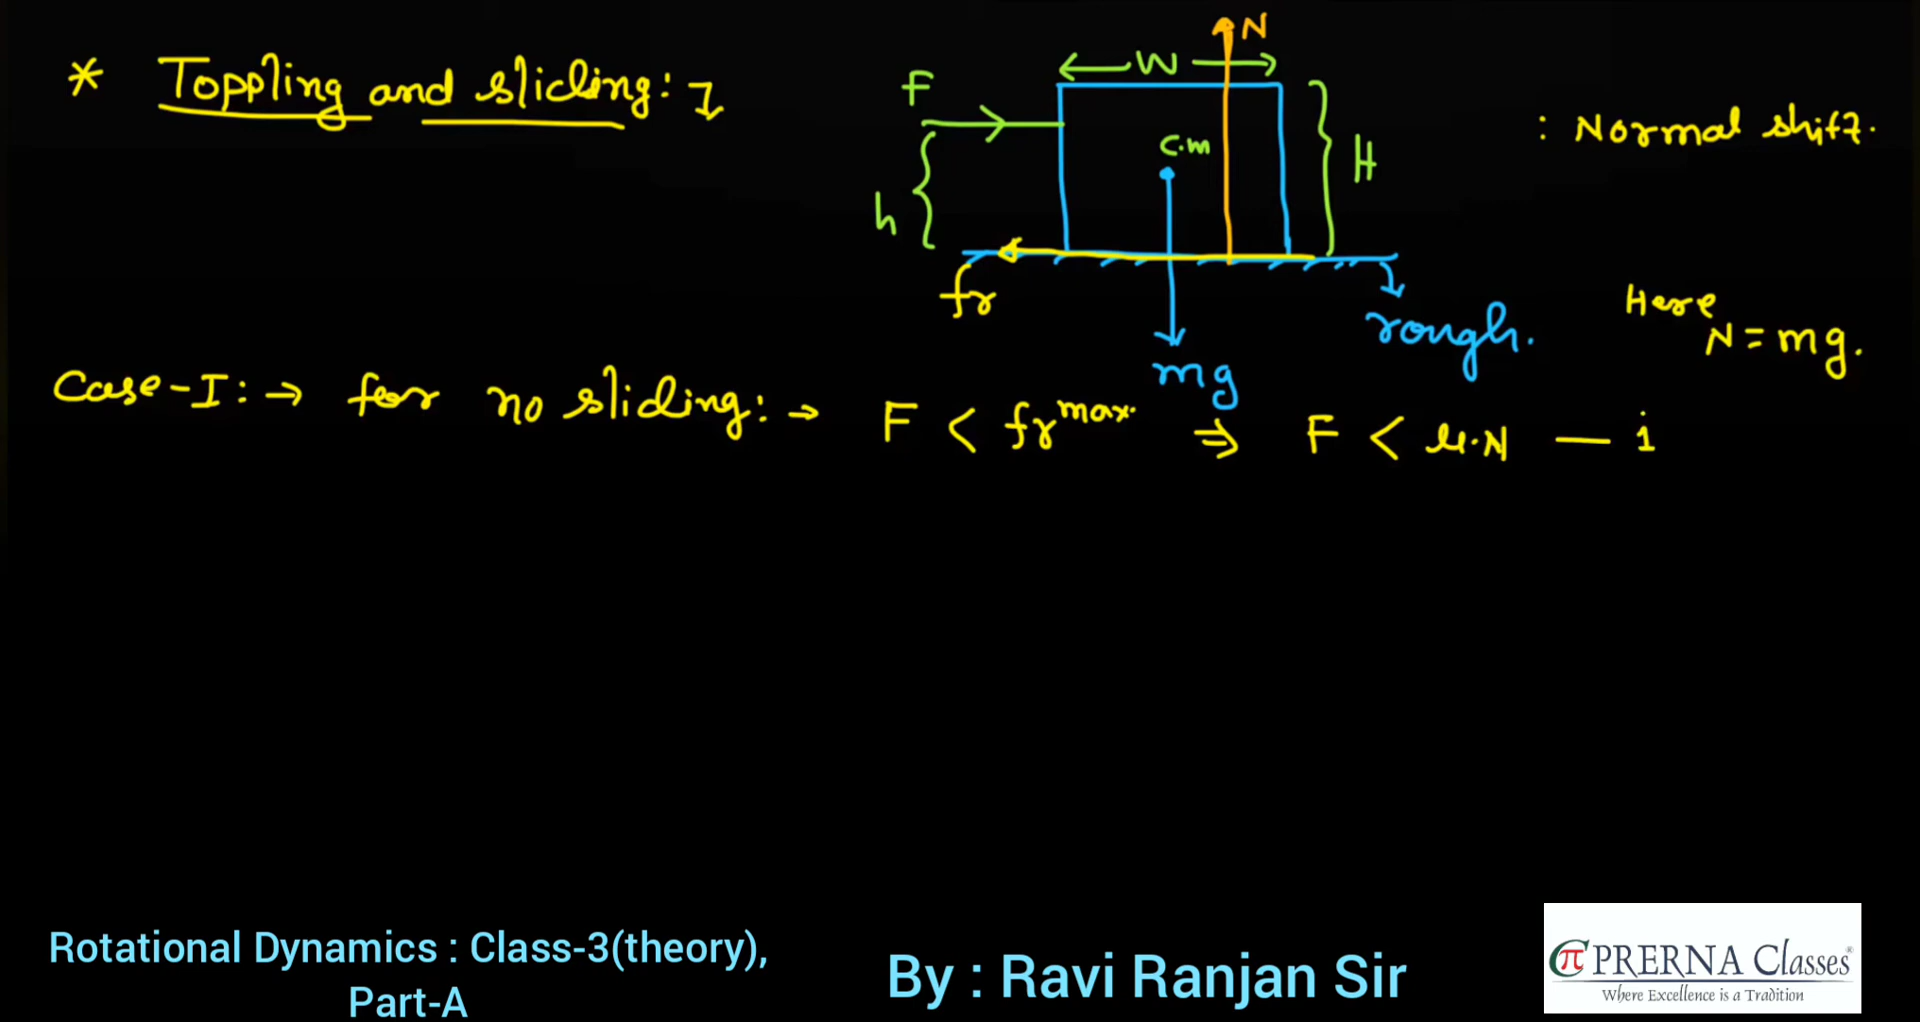 * Toppling and sliding:
← W →
N
F
C.m
H
h
: Normal shift.
fr
mg
rough.
Here
N = mg.
Case-I: → for no sliding: → F < fr max. ⇒ F < μ.N — i
Rotational Dynamics : Class-3(theory),
Part-A
By : Ravi Ranjan Sir
π PRERNA Classes®
Where Excellence is a Tradition